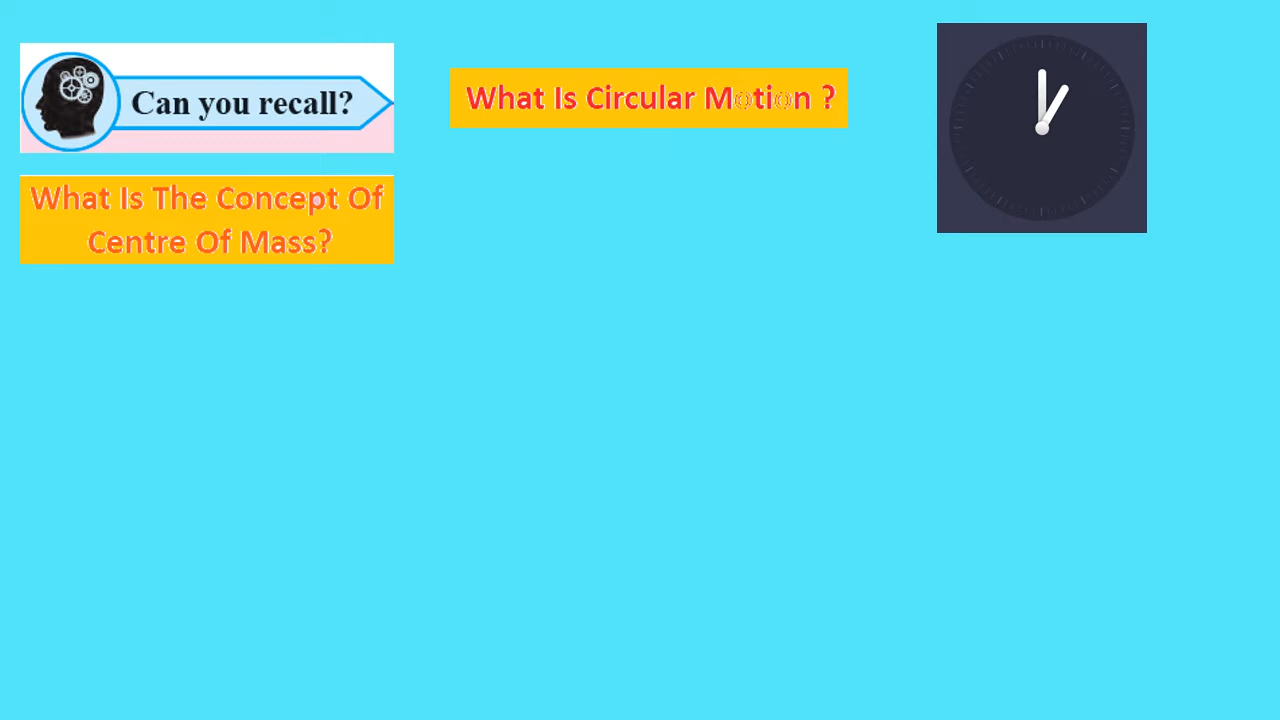 Can you recall?
What Is The Concept Of
Centre Of Mass?
What Is Circular Motion ?